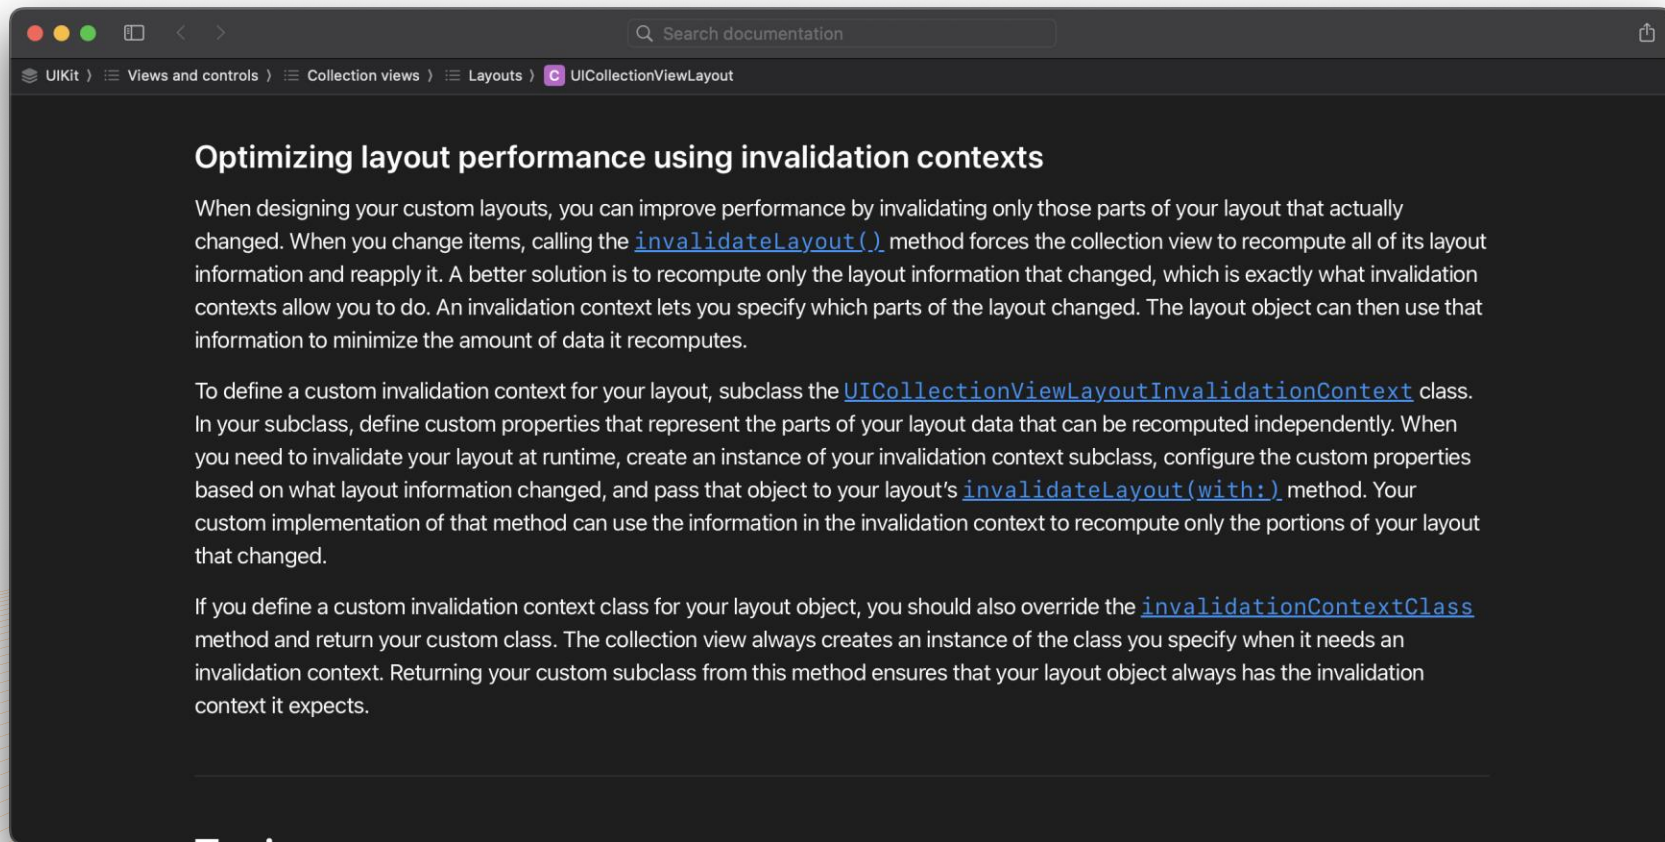 Search documentation
UIKit ⟩ Views and controls ⟩ Collection views ⟩ Layouts ⟩ C UICollectionViewLayout
Optimizing layout performance using invalidation contexts
When designing your custom layouts, you can improve performance by invalidating only those parts of your layout that actually
changed. When you change items, calling the invalidateLayout() method forces the collection view to recompute all of its layout
information and reapply it. A better solution is to recompute only the layout information that changed, which is exactly what invalidation
contexts allow you to do. An invalidation context lets you specify which parts of the layout changed. The layout object can then use that
information to minimize the amount of data it recomputes.
To define a custom invalidation context for your layout, subclass the UICollectionViewLayoutInvalidationContext class.
In your subclass, define custom properties that represent the parts of your layout data that can be recomputed independently. When
you need to invalidate your layout at runtime, create an instance of your invalidation context subclass, configure the custom properties
based on what layout information changed, and pass that object to your layout’s invalidateLayout(with:) method. Your
custom implementation of that method can use the information in the invalidation context to recompute only the portions of your layout
that changed.
If you define a custom invalidation context class for your layout object, you should also override the invalidationContextClass
method and return your custom class. The collection view always creates an instance of the class you specify when it needs an
invalidation context. Returning your custom subclass from this method ensures that your layout object always has the invalidation
context it expects.